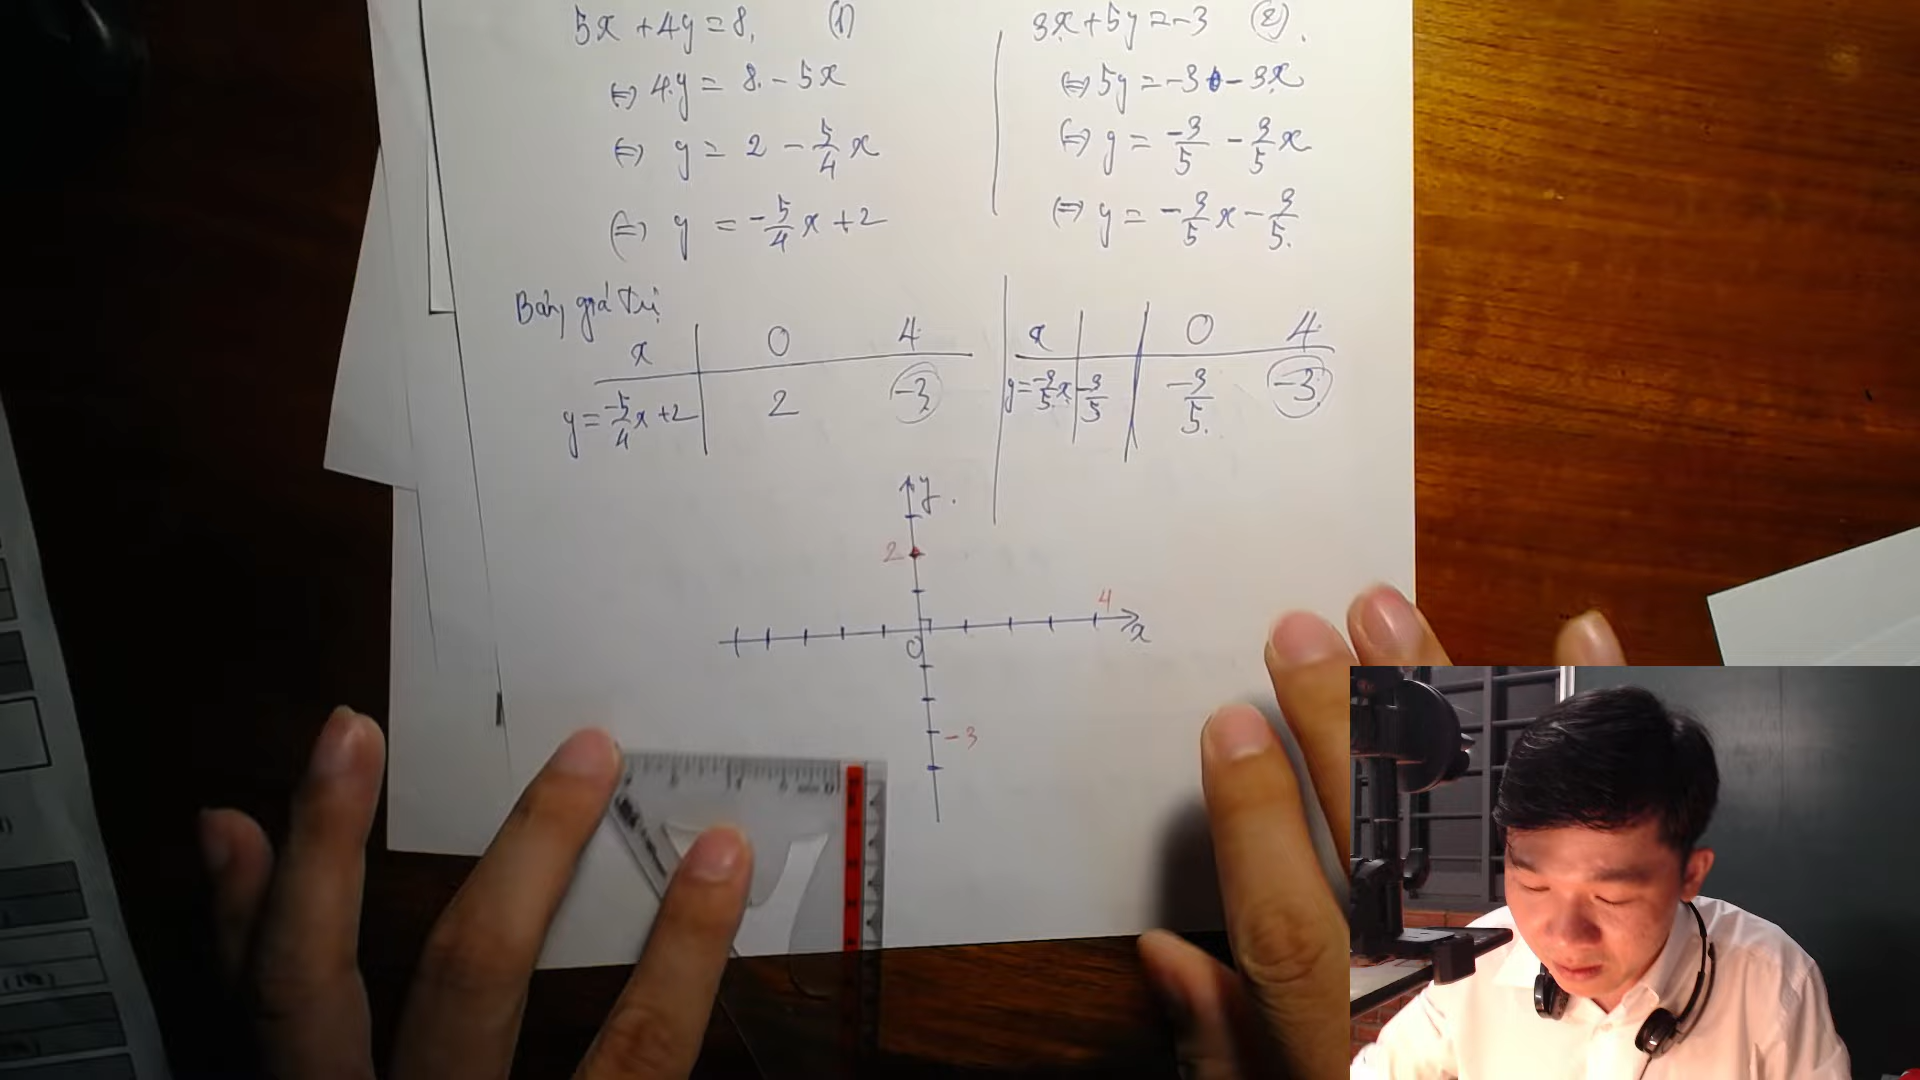 5x + 4y = 8, (1)
⇔ 4.y = 8. - 5x
⇔ y = 2 - 5/4 x
⇔ y = -5/4 x + 2
3x + 5y = -3 (2).
⇔ 5y = -3 - 3x
⇔ y = -3/5 - 3/5 x
⇔ y = -3/5 x - 3/5.
Bảng giá trị
x 0 4
y = -5/4 x + 2 2 -3
x 0 4
y = -3/5 x -3/5 -3/5. -3
y
2
4
O x
-3